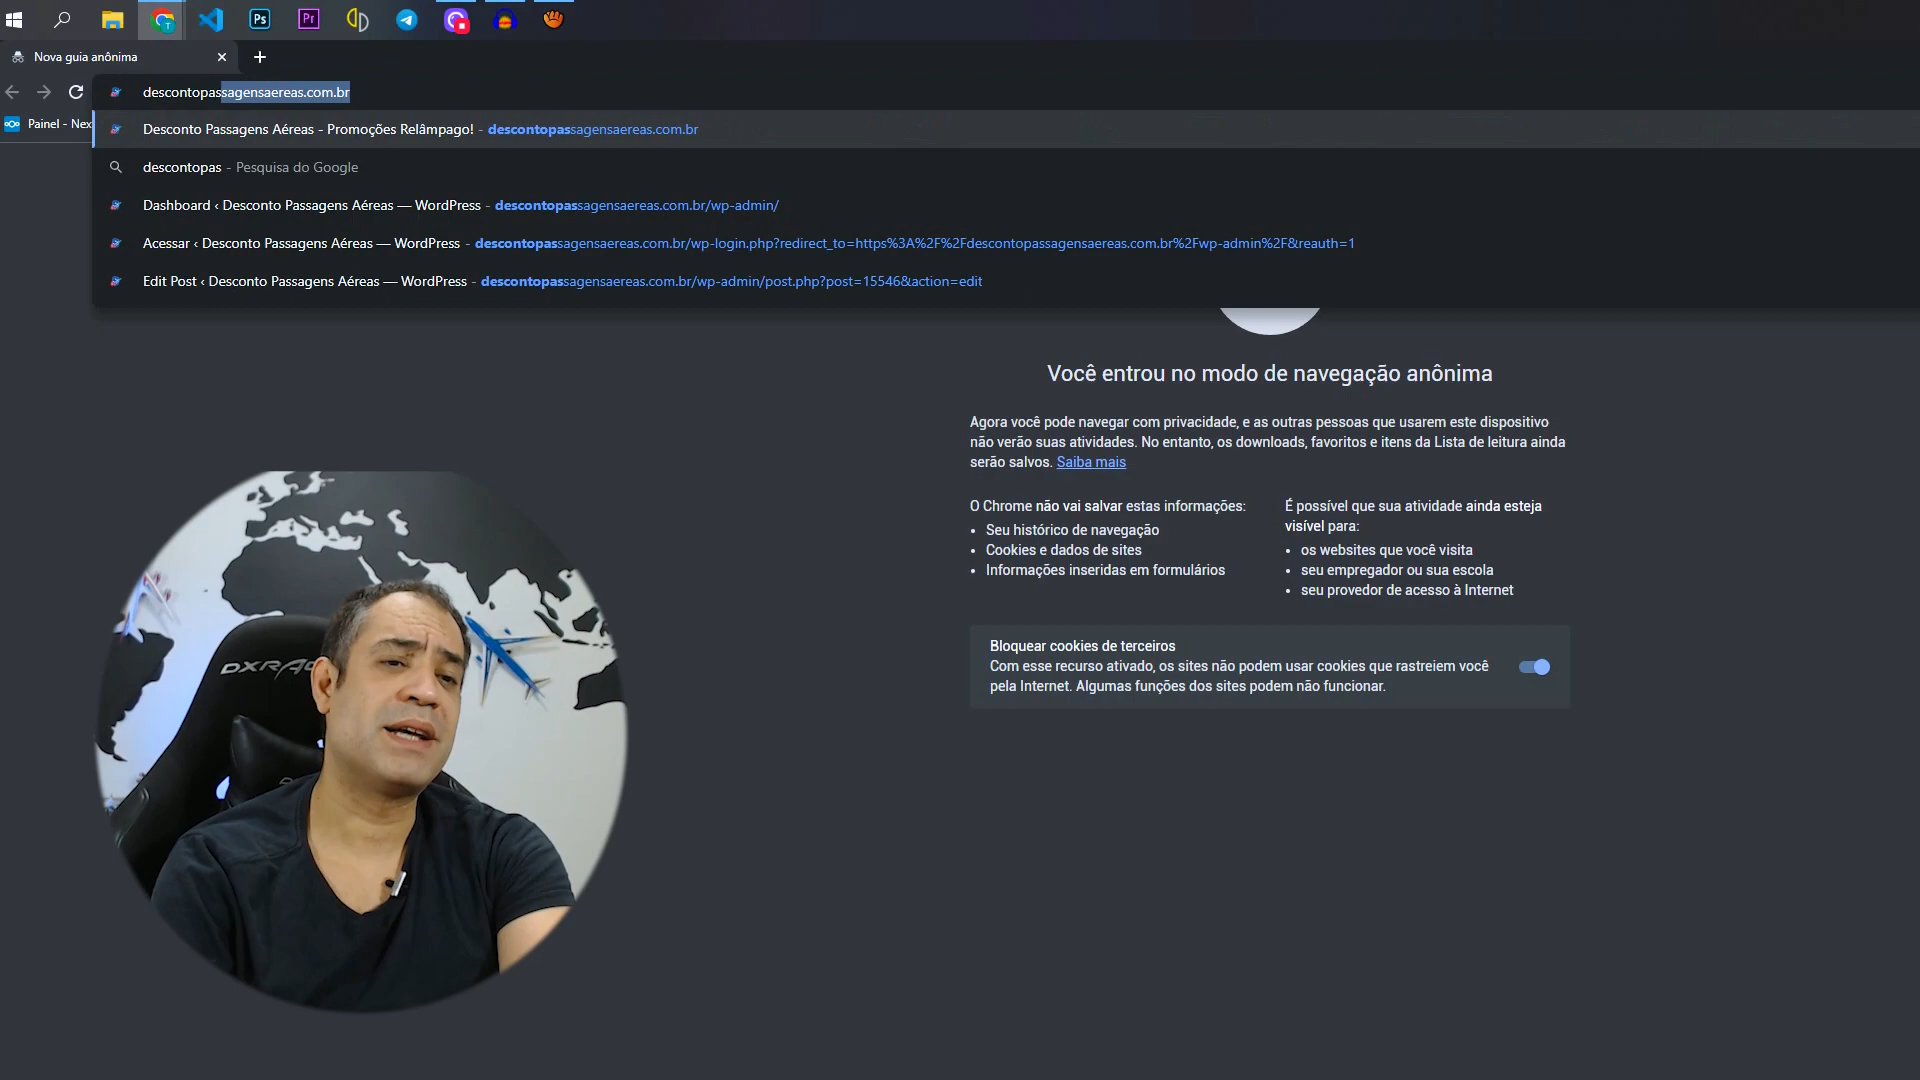 Ps
Pr
Nova guia anônima
descontopassagensaereas.com.br
Painel - Nex
Desconto Passagens Aéreas - Promoções Relâmpago! - descontopassagensaereas.com.br
descontopas - Pesquisa do Google
Dashboard ‹ Desconto Passagens Aéreas — WordPress - descontopassagensaereas.com.br/wp-admin/
Acessar ‹ Desconto Passagens Aéreas — WordPress - descontopassagensaereas.com.br/wp-login.php?redirect_to=https%3A%2F%2Fdescontopassagensaereas.com.br%2Fwp-admin%2F&reauth=1
Edit Post ‹ Desconto Passagens Aéreas — WordPress - descontopassagensaereas.com.br/wp-admin/post.php?post=15546&action=edit
Você entrou no modo de navegação anônima
Agora você pode navegar com privacidade, e as outras pessoas que usarem este dispositivo
não verão suas atividades. No entanto, os downloads, favoritos e itens da Lista de leitura ainda
serão salvos. Saiba mais
O Chrome não vai salvar estas informações:
• Seu histórico de navegação
• Cookies e dados de sites
• Informações inseridas em formulários
É possível que sua atividade ainda esteja
visível para:
• os websites que você visita
• seu empregador ou sua escola
• seu provedor de acesso à Internet
Bloquear cookies de terceiros
Com esse recurso ativado, os sites não podem usar cookies que rastreiem você
pela Internet. Algumas funções dos sites podem não funcionar.